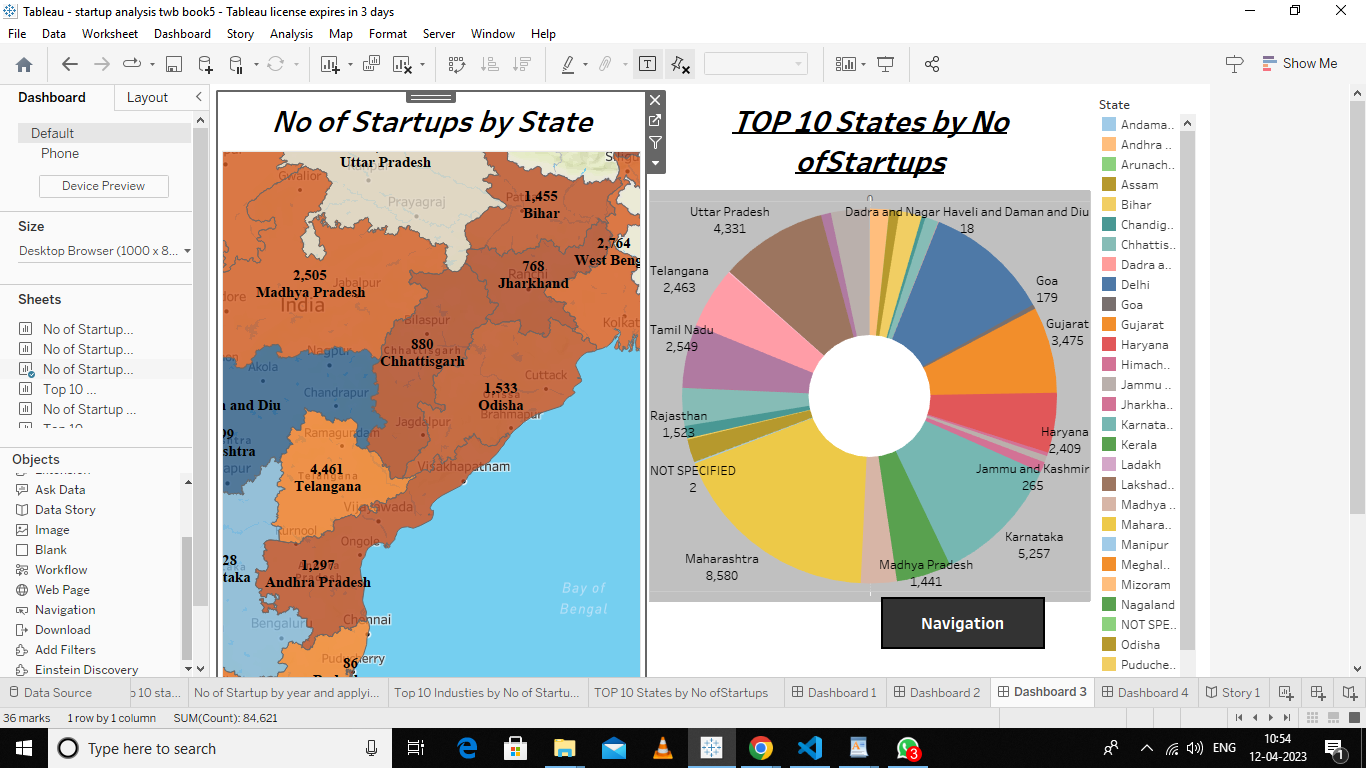 Tableau - startup analysis twb book5 - Tableau license expires in 3 days
File Data Worksheet Dashboard Story Analysis Map Format Server Window Help
Show Me
Dashboard Layout
Default
Phone
Device Preview
Size
Desktop Browser (1000 x 8...
Sheets
No of Startup...
No of Startup...
No of Startup...
Top 10 ...
No of Startup ...
Objects
Ask Data
Data Story
Image
Blank
Workflow
Web Page
Navigation
Download
Add Filters
Einstein Discovery
No of Startups by State
Uttar Pradesh
Gwalior
Prayagraj
1,455
Bihar
2,764
West Beng
768
Ranchi
Jharkhand
2,505
Jabalpur
Madhya Pradesh
India
Bilaspur
Kolkat
Nagpur
880
Chhattisgarh
Akola
Cuttack
Chandrapur
1,533
Odisha
a and Diu
Brahmapur
Jagdalpur
Ramagundam
99
shtra
4,461
Telangana
Visakhapatnam
Vijayawada
Kurnool
Ongole
28
taka
1,297
Andhra Pradesh
Bay of
Bengal
Bengaluru
Chennai
Puducherry
86
TOP 10 States by No
ofStartups
0
Uttar Pradesh
4,331
Dadra and Nagar Haveli and Daman and Diu
18
Telangana
2,463
Goa
179
Gujarat
3,475
Tamil Nadu
2,549
Rajasthan
1,523
Haryana
2,409
NOT SPECIFIED
2
Jammu and Kashmir
265
Karnataka
5,257
Maharashtra
8,580
Madhya Pradesh
1,441
Navigation
State
Andama..
Andhra ..
Arunach..
Assam
Bihar
Chandig..
Chhattis..
Dadra a..
Delhi
Goa
Gujarat
Haryana
Himach..
Jammu ..
Jharkha..
Karnata..
Kerala
Ladakh
Lakshad..
Madhya ..
Mahara..
Manipur
Meghal..
Mizoram
Nagaland
NOT SPE..
Odisha
Puduche..
Data Source p 10 sta... No of Startup by year and applyi... Top 10 Industies by No of Startu... TOP 10 States by No ofStartups Dashboard 1 Dashboard 2 Dashboard 3 Dashboard 4 Story 1
36 marks 1 row by 1 column SUM(Count): 84,621
Type here to search
3
ENG
10:54
12-04-2023
1